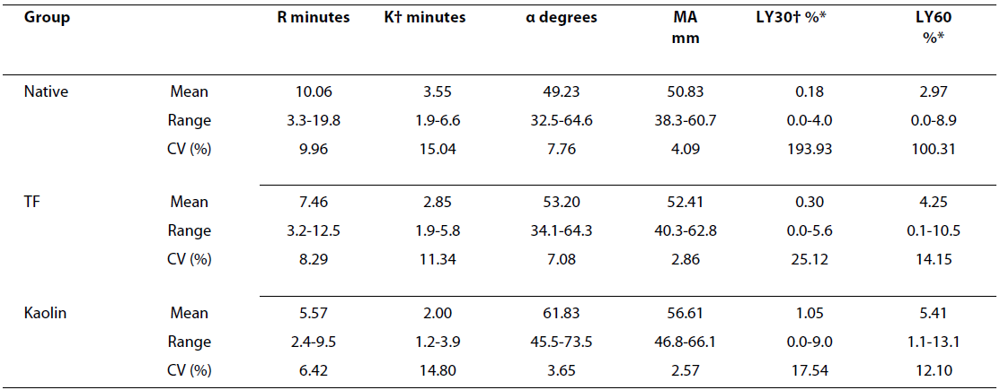 Group R minutes K† minutes α degrees MA mm LY30† %* LY60 %*
Native Mean 10.06 3.55 49.23 50.83 0.18 2.97
Range 3.3-19.8 1.9-6.6 32.5-64.6 38.3-60.7 0.0-4.0 0.0-8.9
CV (%) 9.96 15.04 7.76 4.09 193.93 100.31
TF Mean 7.46 2.85 53.20 52.41 0.30 4.25
Range 3.2-12.5 1.9-5.8 34.1-64.3 40.3-62.8 0.0-5.6 0.1-10.5
CV (%) 8.29 11.34 7.08 2.86 25.12 14.15
Kaolin Mean 5.57 2.00 61.83 56.61 1.05 5.41
Range 2.4-9.5 1.2-3.9 45.5-73.5 46.8-66.1 0.0-9.0 1.1-13.1
CV (%) 6.42 14.80 3.65 2.57 17.54 12.10